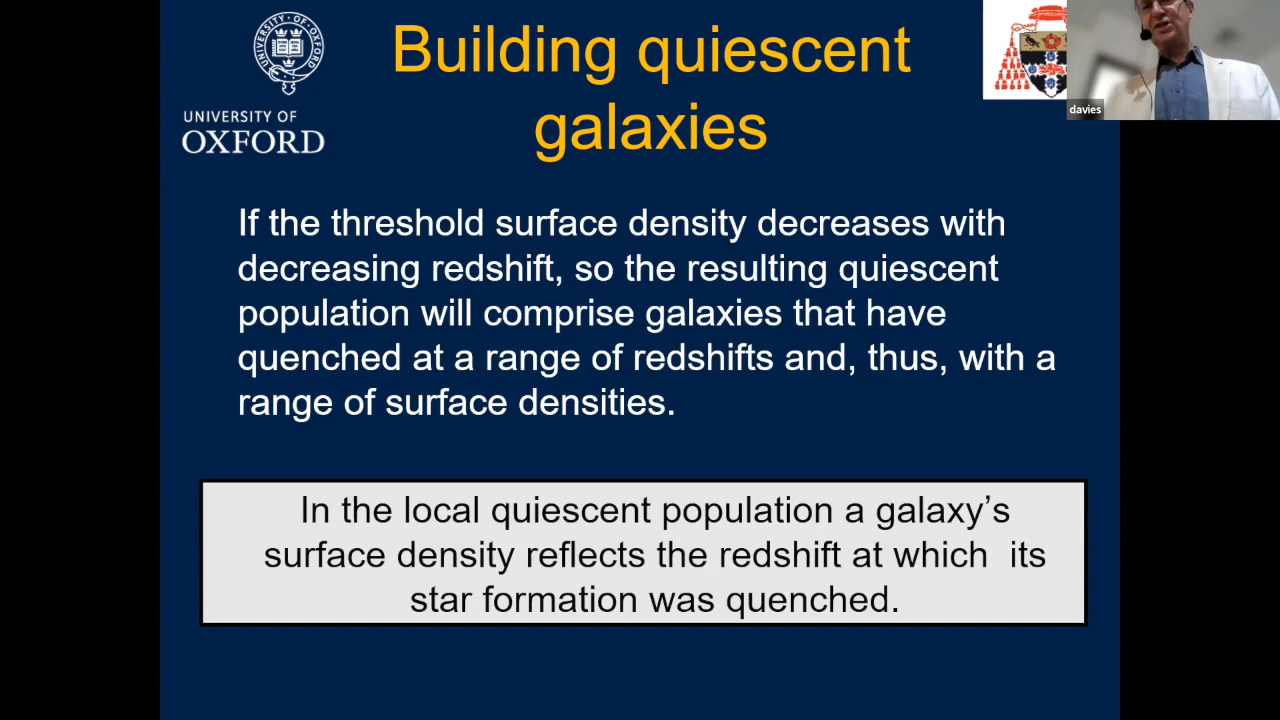 Building quiescent
galaxies
UNIVERSITY OF
OXFORD
davies
If the threshold surface density decreases with
decreasing redshift, so the resulting quiescent
population will comprise galaxies that have
quenched at a range of redshifts and, thus, with a
range of surface densities.
In the local quiescent population a galaxy’s
surface density reflects the redshift at which its
star formation was quenched.